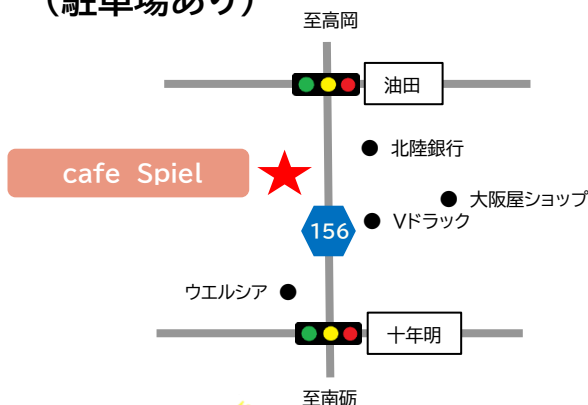 （駐車場あり）
至高岡
油田
北陸銀行
cafe Spiel
大阪屋ショップ
Vドラック
156
ウエルシア
十年明
至南砺